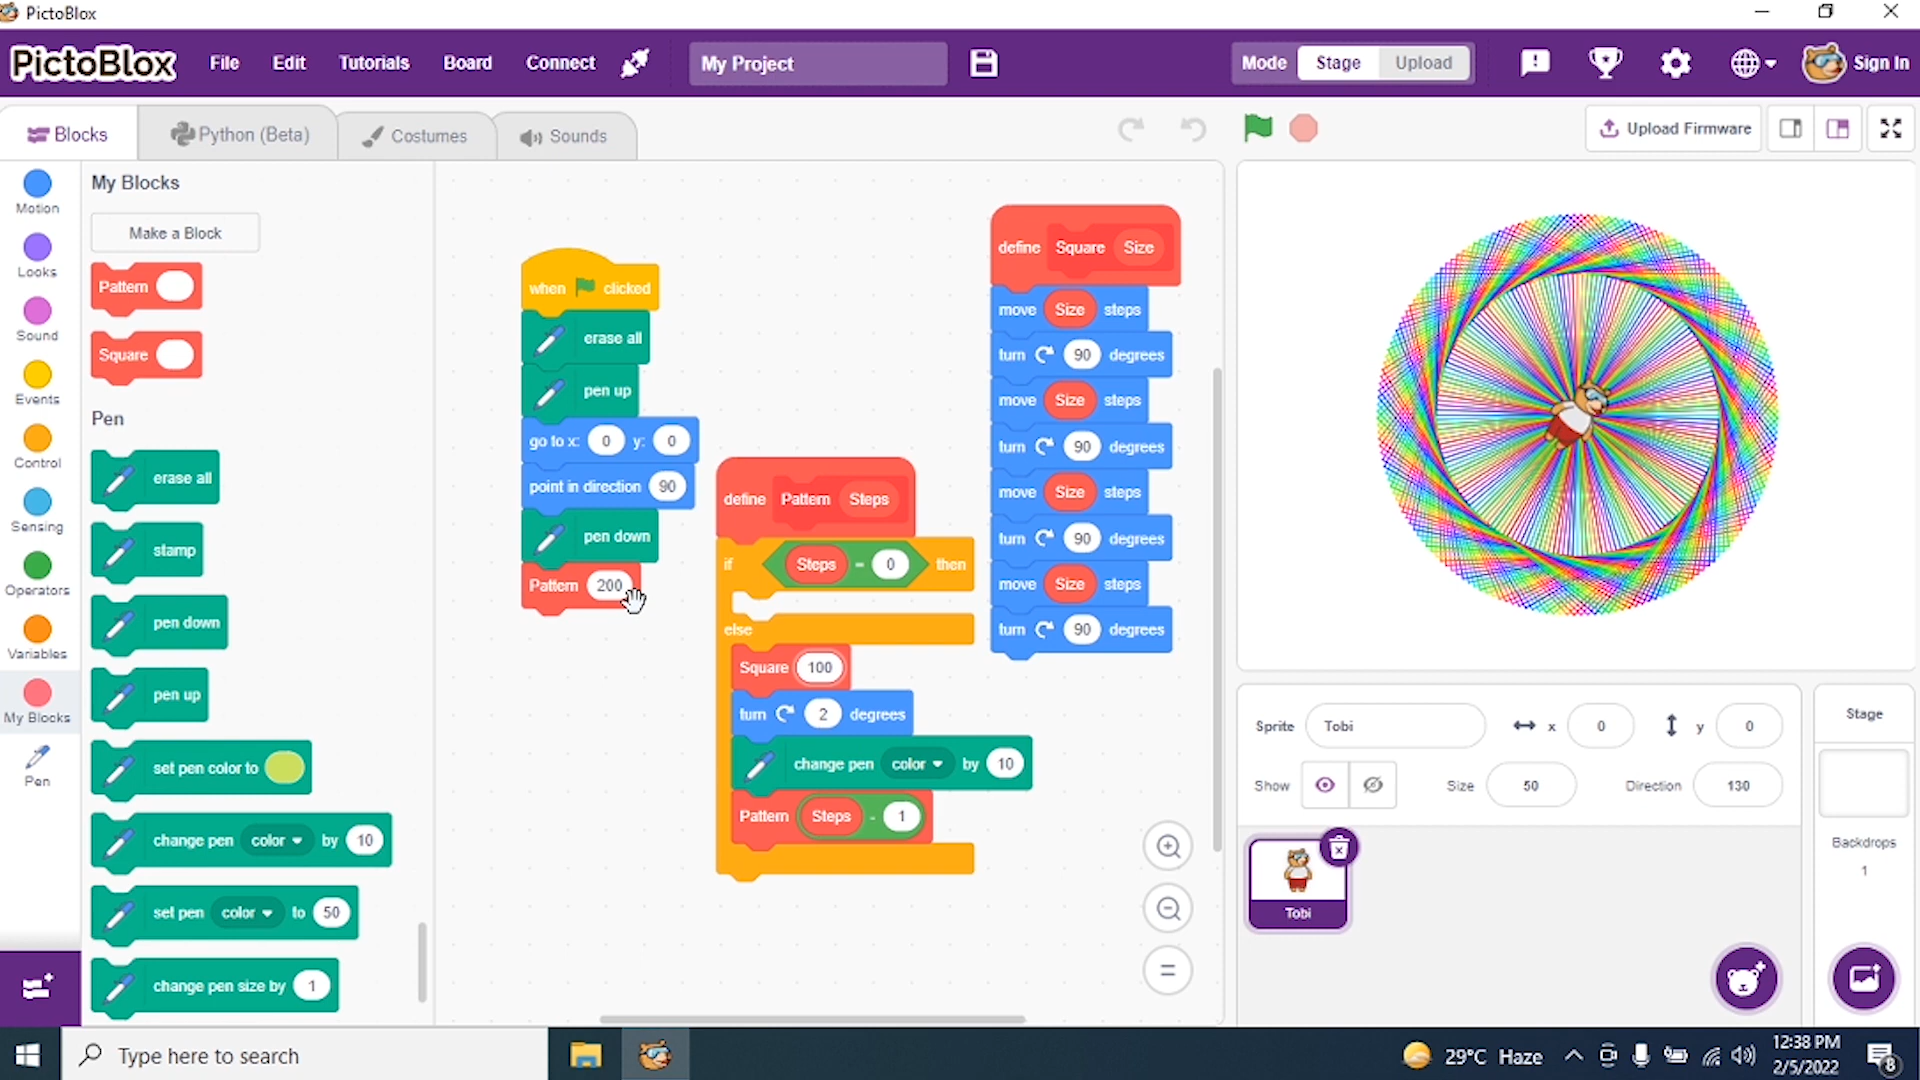 PictoBlox
PictoBlox File Edit Tutorials Board Connect My Project Mode Stage Upload Sign In
Blocks Python (Beta) Costumes Sounds Upload Firmware
Motion
Looks
Sound
Events
Control
Sensing
Operators
Variables
My Blocks
Pen
My Blocks
Make a Block
Pattern
Square
Pen
erase all
stamp
pen down
pen up
set pen color to
change pen color by 10
set pen color to 50
change pen size by 1
when clicked
erase all
pen up
go to x: 0 y: 0
point in direction 90
pen down
Pattern 200
define Pattern Steps
if Steps = 0 then
else
Square 100
turn 2 degrees
change pen color by 10
Pattern Steps - 1
define Square Size
move Size steps
turn 90 degrees
move Size steps
turn 90 degrees
move Size steps
turn 90 degrees
move Size steps
turn 90 degrees
Sprite Tobi x 0 y 0
Show Size 50 Direction 130
Tobi
Stage
Backdrops
1
Type here to search
29°C Haze
12:38 PM
2/5/2022
8